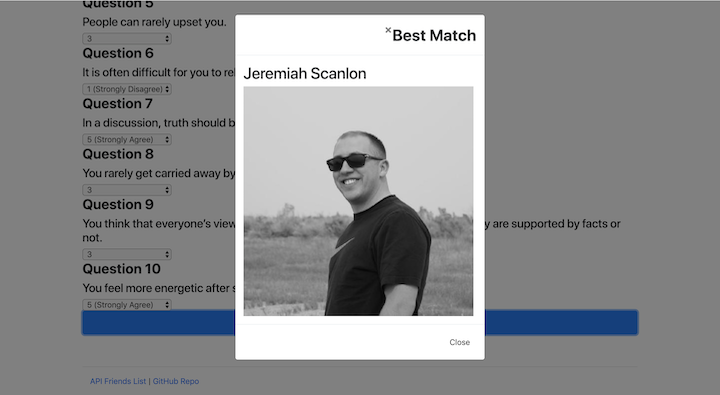 Question 5
People can rarely upset you.
3
Question 6
It is often difficult for you to
1 (Strongly Disagree)
Question 7
In a discussion, truth should
5 (Strongly Agree)
Question 8
You rarely get carried away by
3
Question 9
You think that everyone's y are supported by facts or
not.
3
Question 10
You feel more energetic after
5 (Strongly Agree)
API Friends List | GitHub Repo
× Best Match
Jeremiah Scanlon
Close